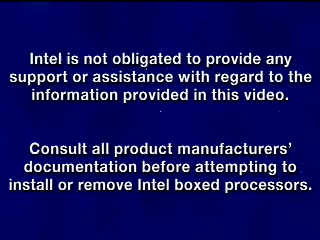 Intel is not obligated to provide any
support or assistance with regard to the
information provided in this video.
Consult all product manufacturers’
documentation before attempting to
install or remove Intel boxed processors.